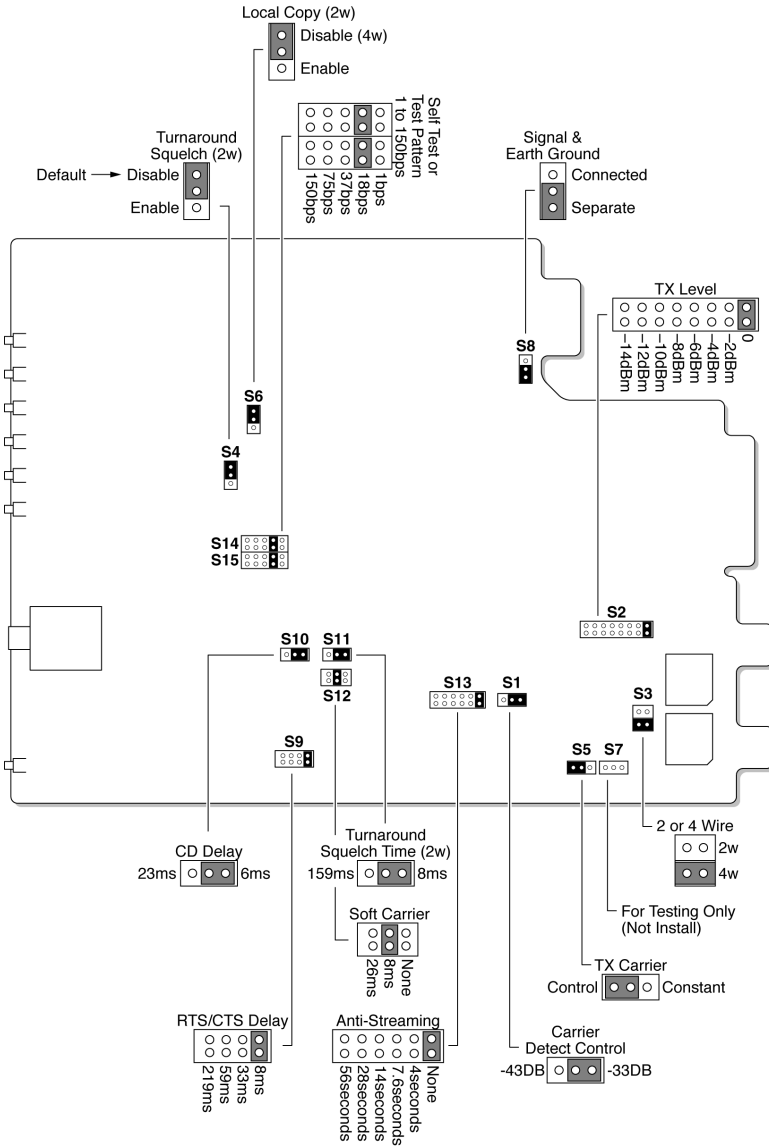 Local Copy (2w)
Disable (4w)
Enable
Self Test or
Test Pattern
1 to 150bps
150bps
75bps
37bps
18bps
1bps
Turnaround
Squelch (2w)
Default
Disable
Enable
Signal &
Earth Ground
Connected
Separate
TX Level
−14dBm
−12dBm
−10dBm
−8dBm
−6dBm
−4dBm
−2dBm
0
S8
S6
S4
S14
S15
S2
S10
S11
S12
S13
S1
S3
S9
S5
S7
CD Delay
23ms
6ms
Turnaround
Squelch Time (2w)
159ms
8ms
2 or 4 Wire
2w
4w
Soft Carrier
26ms
8ms
None
For Testing Only
(Not Install)
TX Carrier
Control
Constant
RTS/CTS Delay
219ms
59ms
33ms
8ms
Anti-Streaming
56seconds
28seconds
14seconds
7.6seconds
4seconds
None
Carrier
Detect Control
-43DB
-33DB